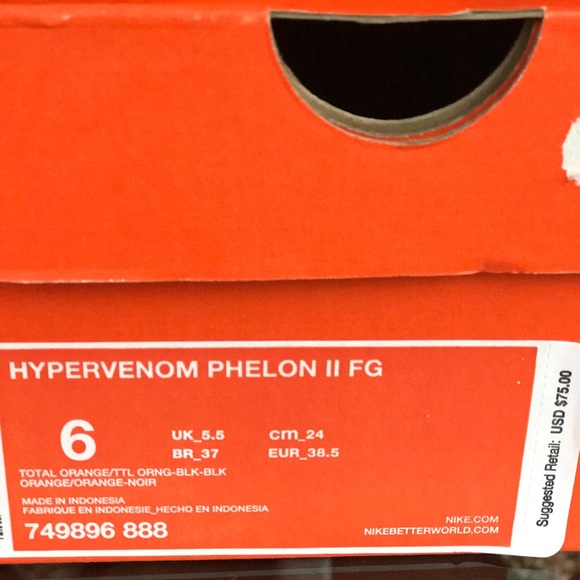 HYPERVENOM PHELON II FG
6
UK_5.5 cm_24
BR_37 EUR_38.5
TOTAL ORANGE/TTL ORNG-BLK-BLK
ORANGE/ORANGE-NOIR
MADE IN INDONESIA
FABRIQUE EN INDONESIE_HECHO EN INDONESIA
749896 888
NIKE.COM
NIKEBETTERWORLD.COM
Suggested Retail: USD $75.00